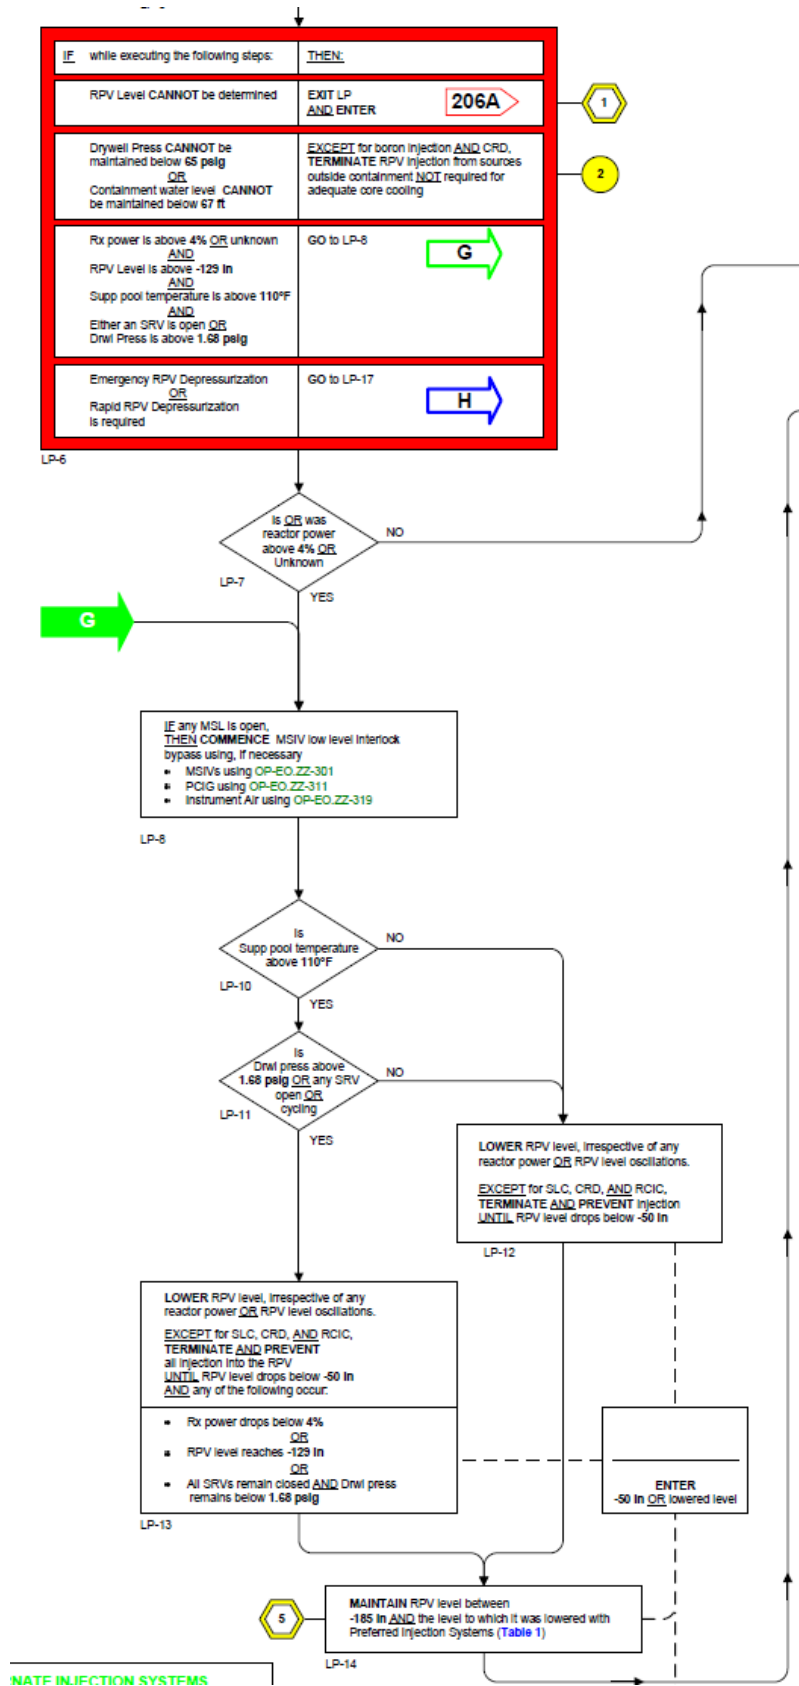 IF while executing the following steps: THEN:
RPV Level CANNOT be determined
EXIT LP
AND ENTER
206A
1
Drywell Press CANNOT be
maintained below 65 psig
OR
Containment water level CANNOT
be maintained below 67 ft
EXCEPT for boron injection AND CRD,
TERMINATE RPV injection from sources
outside containment NOT required for
adequate core cooling
2
Rx power is above 4% OR unknown
AND
RPV Level is above -129 in
AND
Supp pool temperature is above 110°F
AND
Either an SRV is open OR
Drwl Press is above 1.68 psig
GO to LP-8
G
Emergency RPV Depressurization
OR
Rapid RPV Depressurization
is required
GO to LP-17
H
LP-6
Is OR was
reactor power
above 4% OR
Unknown
NO
LP-7
YES
G
IF any MSL is open,
THEN COMMENCE MSIV low level interlock
bypass using, if necessary
• MSIVs using OP-EO.ZZ-301
• PCIG using OP-EO.ZZ-311
• Instrument Air using OP-EO.ZZ-319
LP-8
Is
Supp pool temperature
above 110°F
NO
LP-10
YES
Is
Drwl press above
1.68 psig OR any SRV
open OR
cycling
NO
LP-11
YES
LOWER RPV level, irrespective of any
reactor power OR RPV level oscillations.
EXCEPT for SLC, CRD, AND RCIC,
TERMINATE AND PREVENT injection
UNTIL RPV level drops below -50 in
LP-12
LOWER RPV level, irrespective of any
reactor power OR RPV level oscillations.
EXCEPT for SLC, CRD, AND RCIC,
TERMINATE AND PREVENT
all injection into the RPV
UNTIL RPV level drops below -50 in
AND any of the following occur:
• Rx power drops below 4%
OR
• RPV level reaches -129 in
OR
• All SRVs remain closed AND Drwl press
remains below 1.68 psig
LP-13
ENTER
-50 in OR lowered level
5
MAINTAIN RPV level between
-185 in AND the level to which it was lowered with
Preferred Injection Systems (Table 1)
LP-14
RNATE INJECTION SYSTEMS